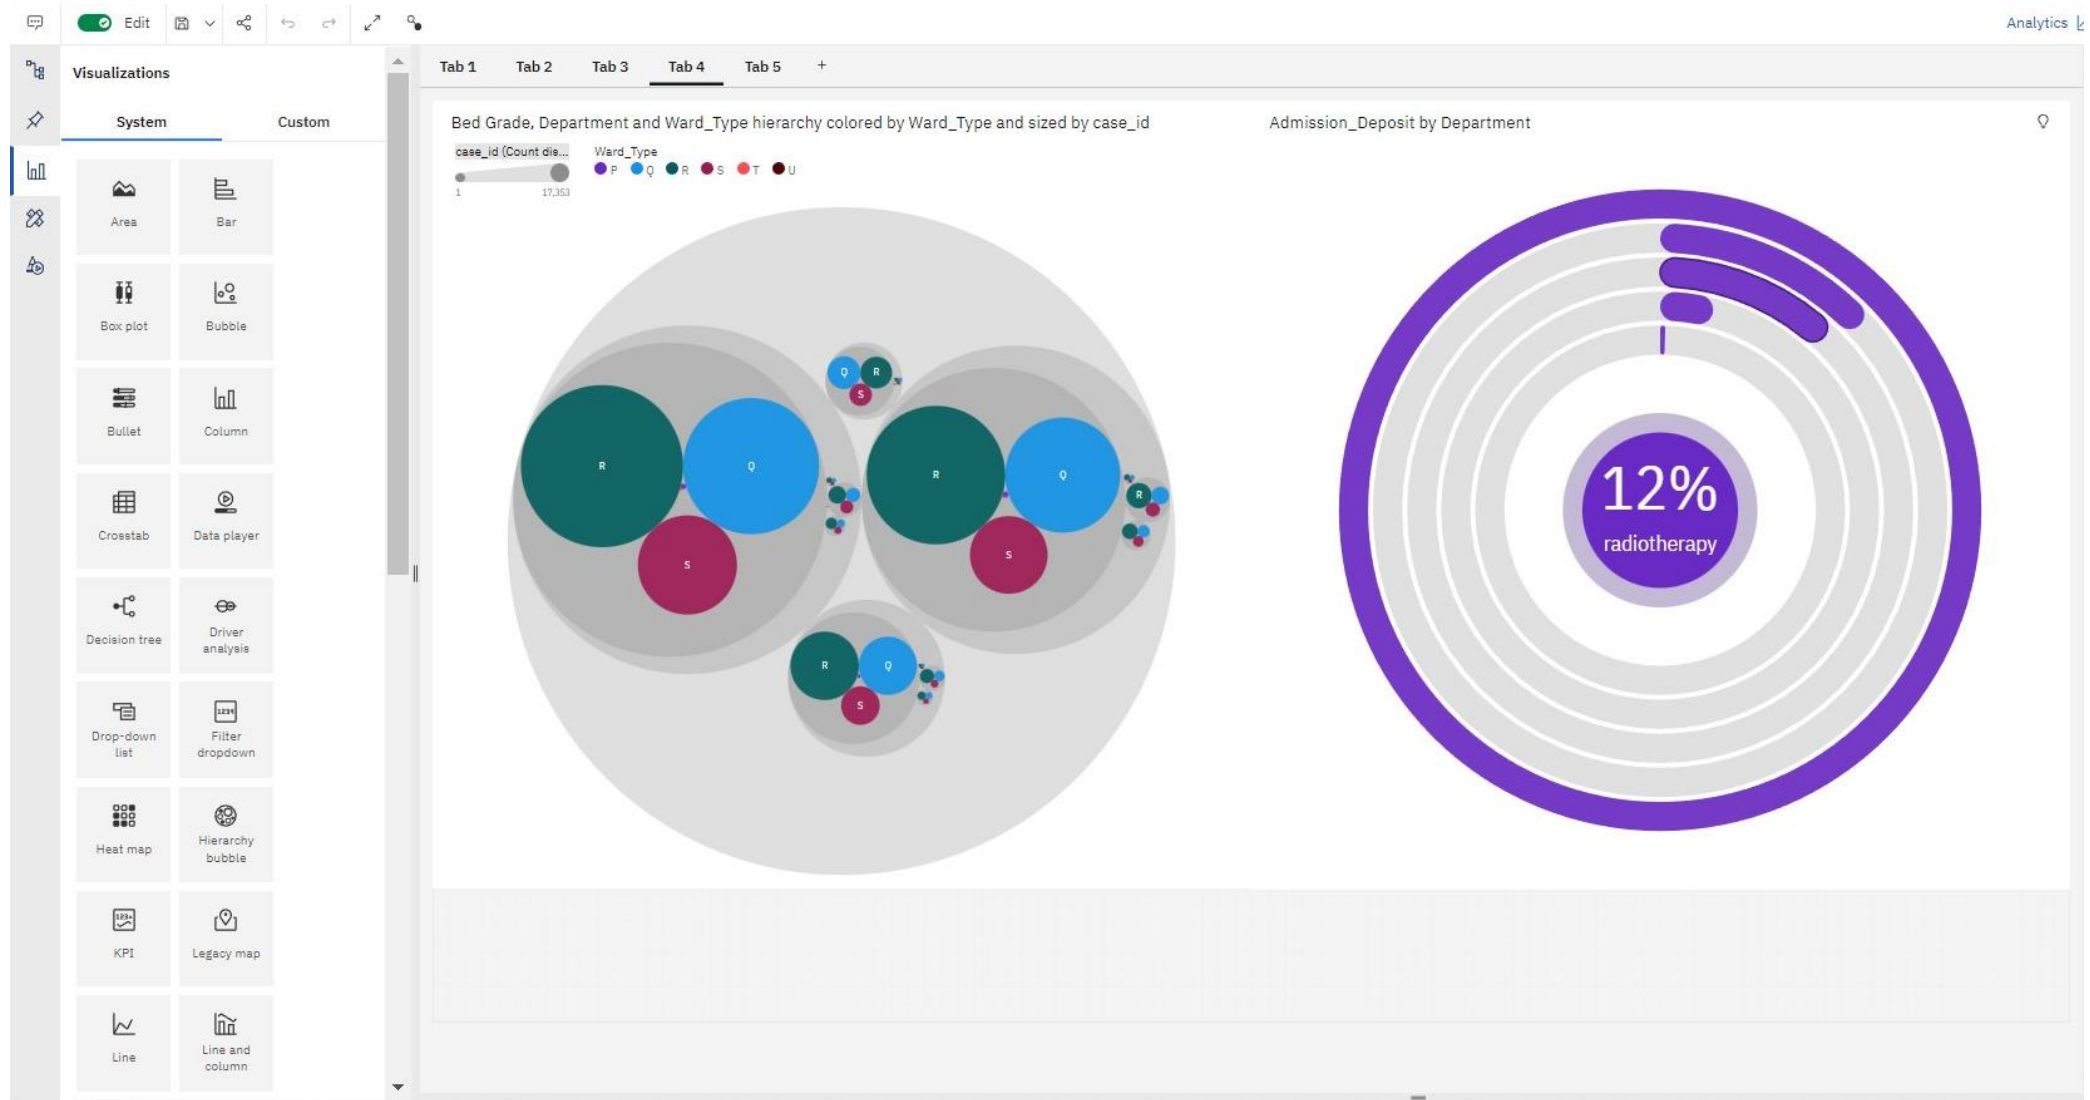 Edit
Analytics
Visualizations
System
Custom
Area
Bar
Box plot
Bubble
Bullet
Column
Crosstab
Data player
Decision tree
Driver
analysis
Drop-down
list
Filter
dropdown
Heat map
Hierarchy
bubble
KPI
Legacy map
Line
Line and
column
Tab 1
Tab 2
Tab 3
Tab 4
Tab 5
+
Bed Grade, Department and Ward_Type hierarchy colored by Ward_Type and sized by case_id
case_id (Count dis...
1
17,353
Ward_Type
P Q R S T U
Q
R
S
R
Q
S
R
Q
S
R
R
Q
S
Admission_Deposit by Department
12%
radiotherapy